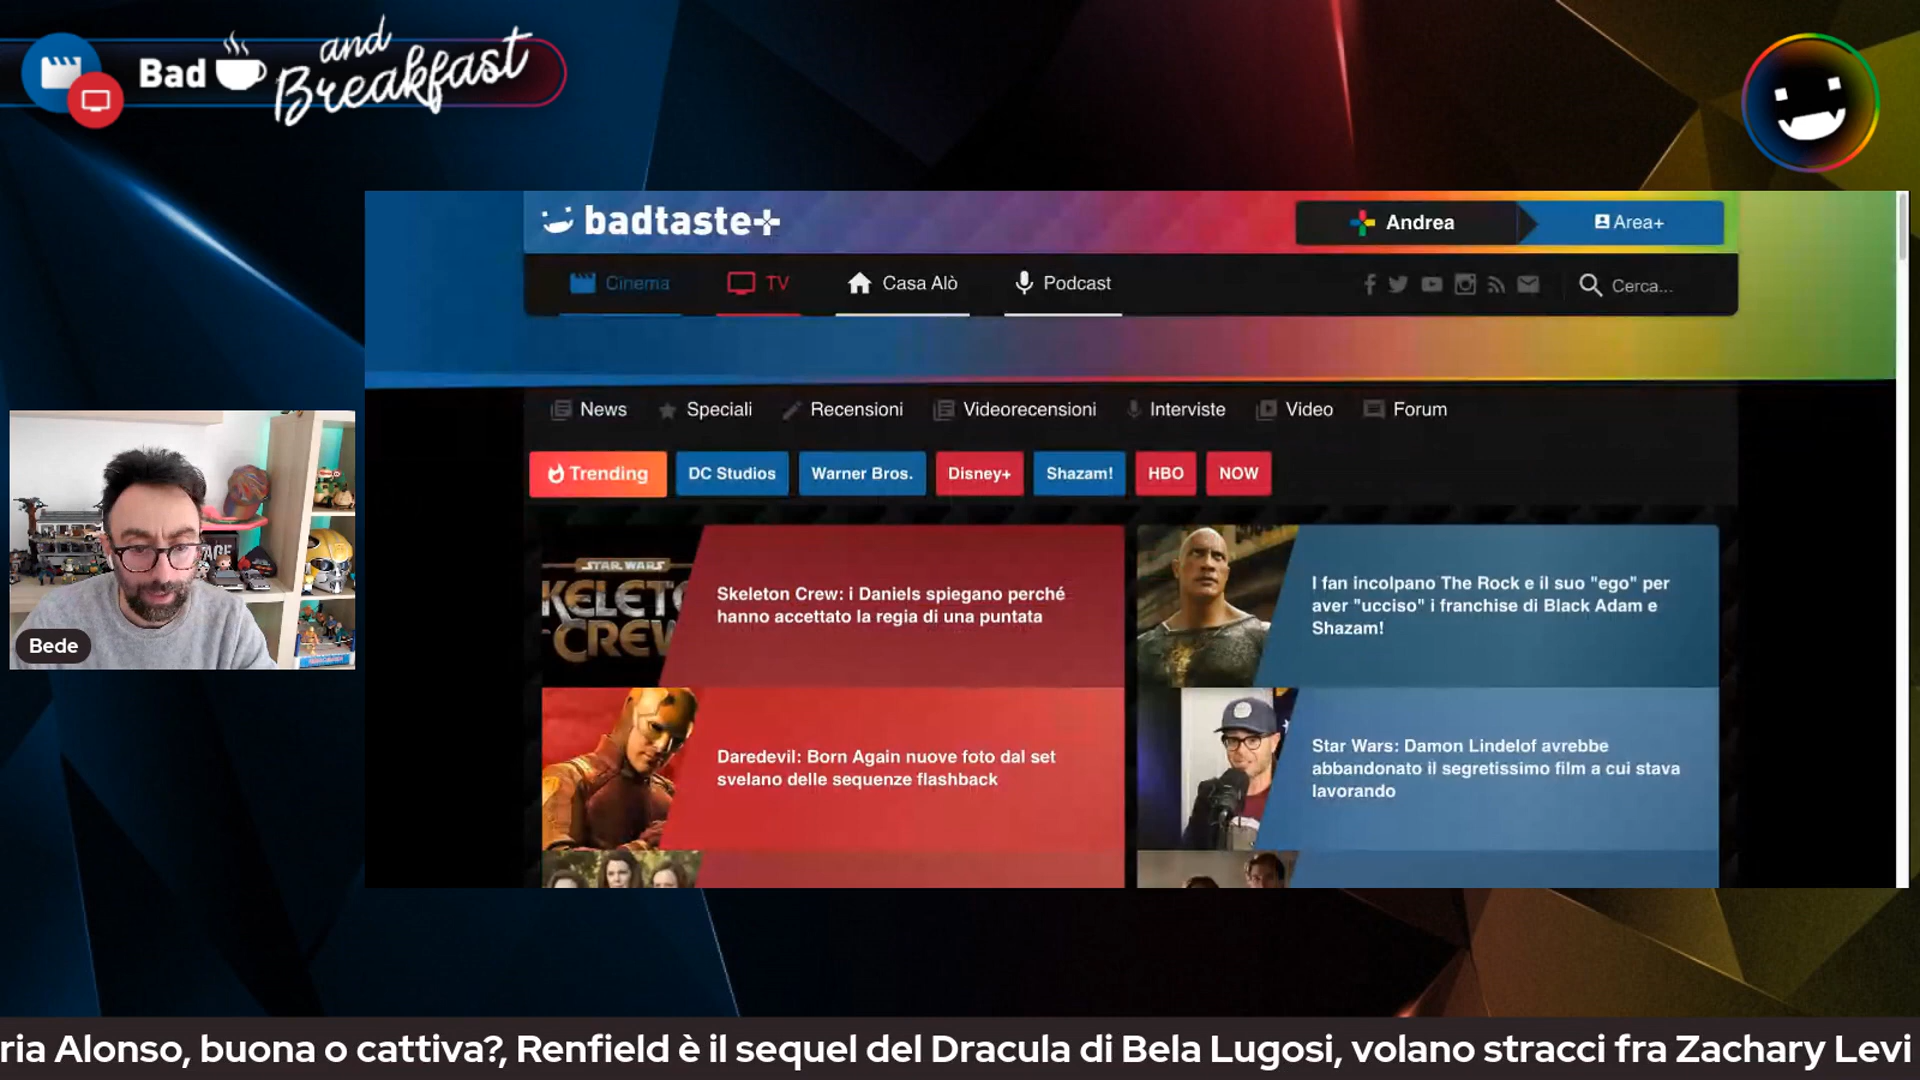 Bad and Breakfast
badtaste+
Andrea
Area+
Cinema
TV
Casa Alò
Podcast
Cerca...
News
Speciali
Recensioni
Videorecensioni
Interviste
Video
Forum
Trending
DC Studios
Warner Bros.
Disney+
Shazam!
HBO
NOW
STAR WARS
SKELETO
CREW
Skeleton Crew: i Daniels spiegano perché
hanno accettato la regia di una puntata
I fan incolpano The Rock e il suo "ego" per
aver "ucciso" i franchise di Black Adam e
Shazam!
Bede
Daredevil: Born Again nuove foto dal set
svelano delle sequenze flashback
Star Wars: Damon Lindelof avrebbe
abbandonato il segretissimo film a cui stava
lavorando
ria Alonso, buona o cattiva?, Renfield è il sequel del Dracula di Bela Lugosi, volano stracci fra Zachary Levi